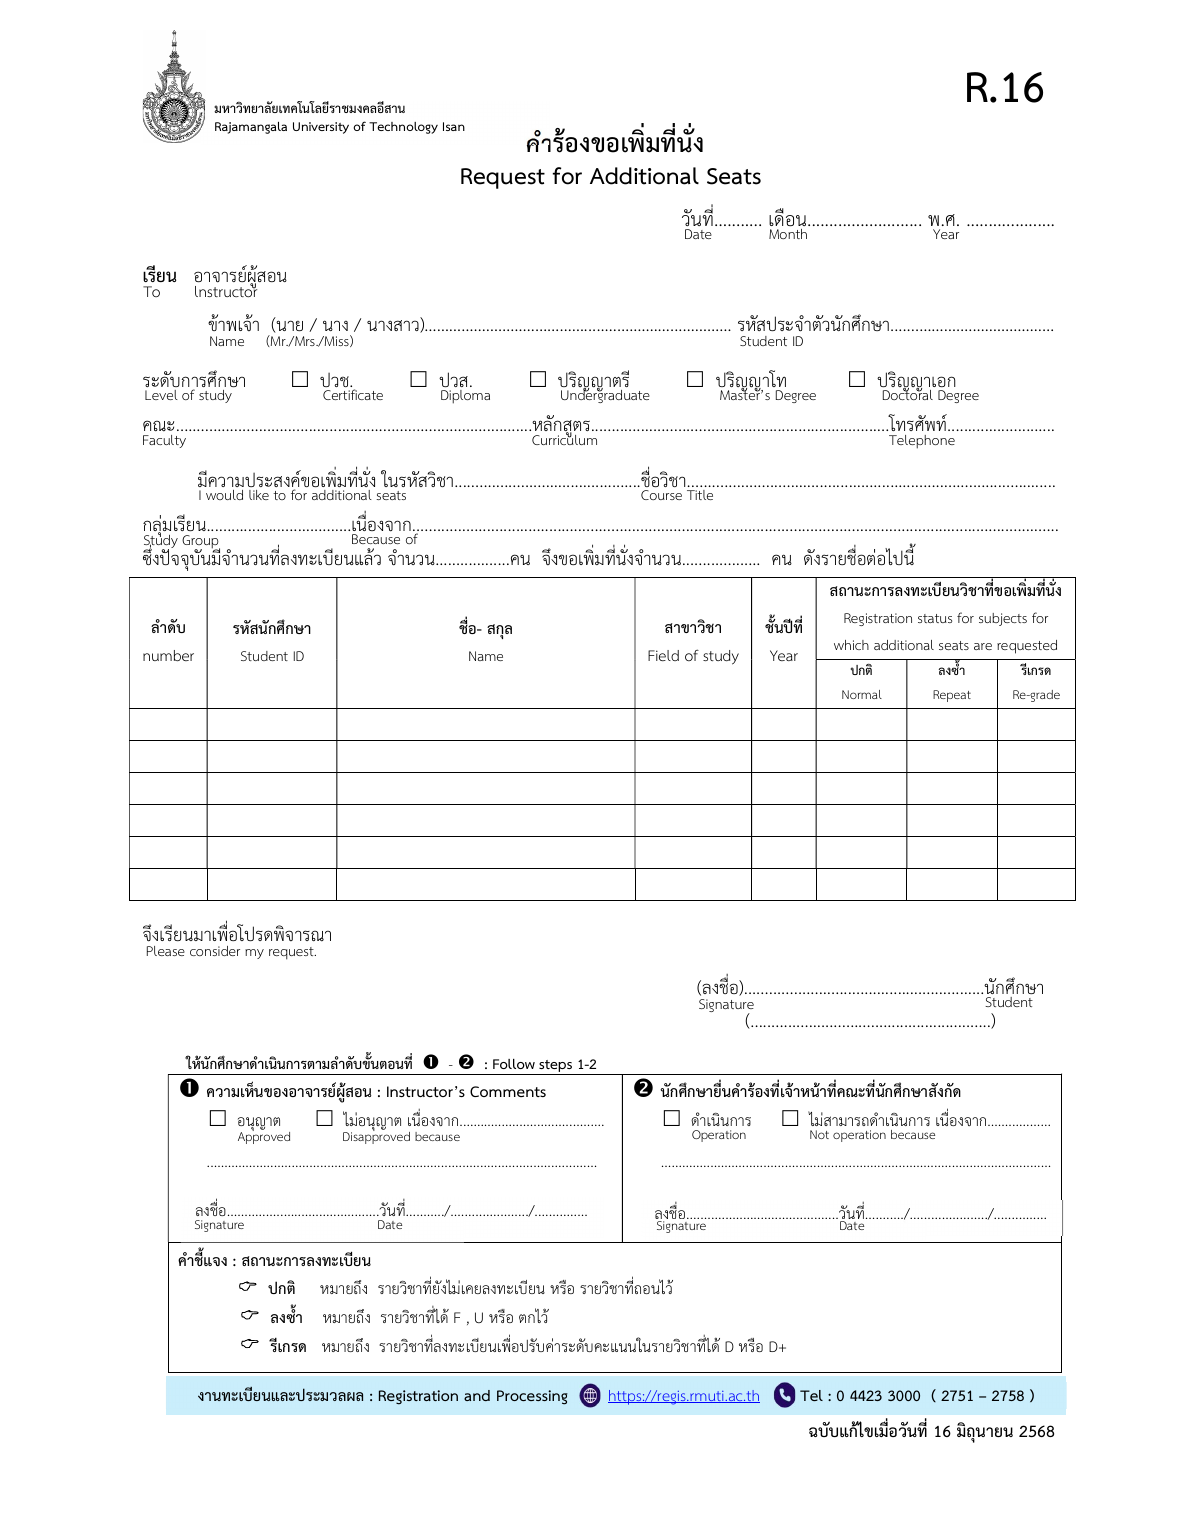 R.16
มหาวิทยาลัยเทคโนโลยีราชมงคลอีสาน
Rajamangala University of Technology Isan
คำร้องขอเพิ่มที่นั่ง
Request for Additional Seats
วันที่........... เดือน......................... พ.ศ. ...................
Date Month Year
เรียน อาจารย์ผู้สอน
To Instructor
ข้าพเจ้า (นาย / นาง / นางสาว).................................................................. รหัสประจำตัวนักศึกษา....................................
Name (Mr./Mrs./Miss) Student ID
ระดับการศึกษา ☐ ปวช. ☐ ปวส. ☐ ปริญญาตรี ☐ ปริญญาโท ☐ ปริญญาเอก
Level of study Certificate Diploma Undergraduate Master's Degree Doctoral Degree
คณะ.............................................................................หลักสูตร................................................................โทรศัพท์.......................
Faculty Curriculum Telephone
มีความประสงค์ขอเพิ่มที่นั่ง ในรหัสวิชา........................................ชื่อวิชา................................................................................
I would like to for additional seats Course Title
กลุ่มเรียน...............................เนื่องจาก............................................................................................................................................
Study Group Because of
ซึ่งปัจจุบันมีจำนวนที่ลงทะเบียนแล้ว จำนวน................คน จึงขอเพิ่มที่นั่งจำนวน................. คน ดังรายชื่อต่อไปนี้
ลำดับ รหัสนักศึกษา ชื่อ- สกุล สาขาวิชา ชั้นปีที่ สถานะการลงทะเบียนวิชาที่ขอเพิ่มที่นั่ง
number Student ID Name Field of study Year Registration status for subjects for
which additional seats are requested
ปกติ ลงซ้ำ รีเกรด
Normal Repeat Re-grade
จึงเรียนมาเพื่อโปรดพิจารณา
Please consider my request.
(ลงชื่อ).......................................................นักศึกษา
Signature Student
(.......................................................)
ให้นักศึกษาดำเนินการตามลำดับขั้นตอนที่ ❶ - ❷ : Follow steps 1-2
❶ ความเห็นของอาจารย์ผู้สอน : Instructor's Comments
☐ อนุญาต ☐ ไม่อนุญาต เนื่องจาก.......................................
Approved Disapproved because
....................................................................................................
ลงชื่อ.........................................วันที่........../...................../..............
Signature Date
❷ นักศึกษายื่นคำร้องที่เจ้าหน้าที่คณะที่นักศึกษาสังกัด
☐ ดำเนินการ ☐ ไม่สามารถดำเนินการ เนื่องจาก.................
Operation Not operation because
....................................................................................................
ลงชื่อ.........................................วันที่........../...................../..............
Signature Date
คำชี้แจง : สถานะการลงทะเบียน
☞ ปกติ หมายถึง รายวิชาที่ยังไม่เคยลงทะเบียน หรือ รายวิชาที่ถอนไว้
☞ ลงซ้ำ หมายถึง รายวิชาที่ได้ F , U หรือ ตกไว้
☞ รีเกรด หมายถึง รายวิชาที่ลงทะเบียนเพื่อปรับค่าระดับคะแนนในรายวิชาที่ได้ D หรือ D+
งานทะเบียนและประมวลผล : Registration and Processing https://regis.rmuti.ac.th Tel : 0 4423 3000 ( 2751 – 2758 )
ฉบับแก้ไขเมื่อวันที่ 16 มิถุนายน 2568